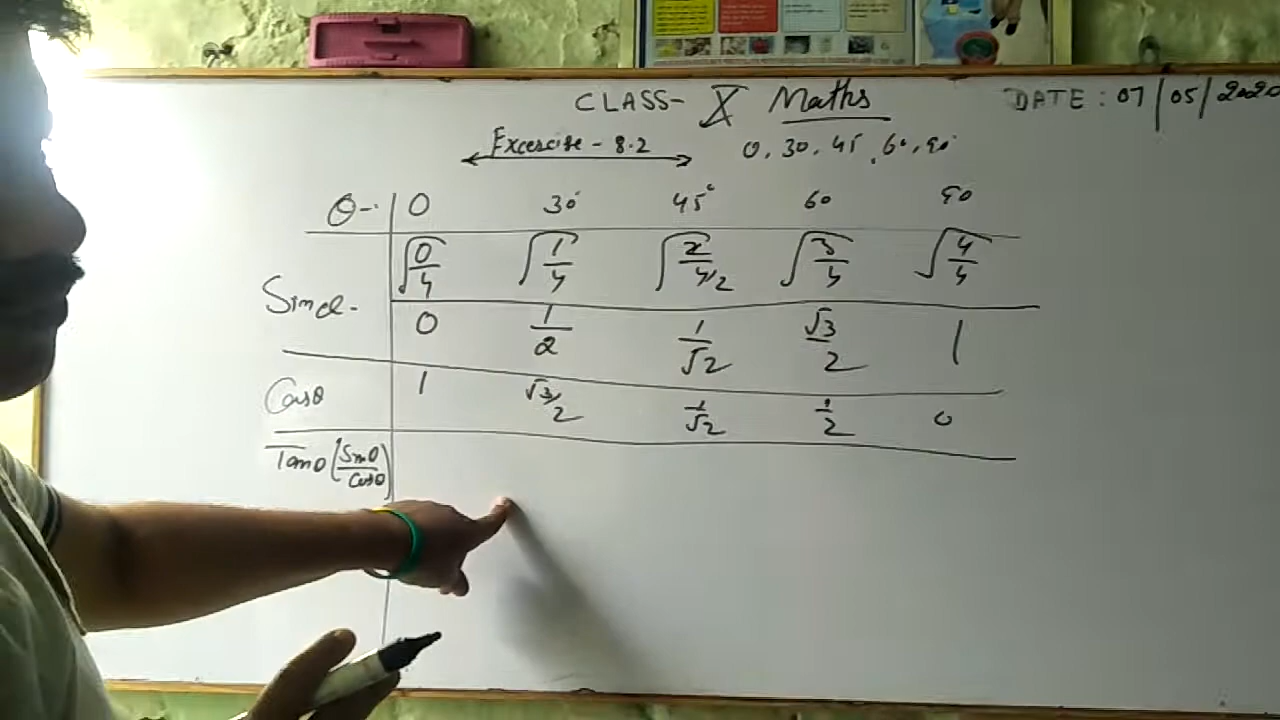 CLASS- X Maths
DATE : 07/05/2020
Excercise - 8.2
0, 30, 45, 60, 90°
θ- 0 30° 45° 60 90
√0/4 √1/4 √2/4/2 √3/4 √4/4
Sinθ-
0 1/2 1/√2 √3/2 1
Cosθ 1 √3/2 1/√2 1/2 0
Tanθ (Sinθ/Cosθ)